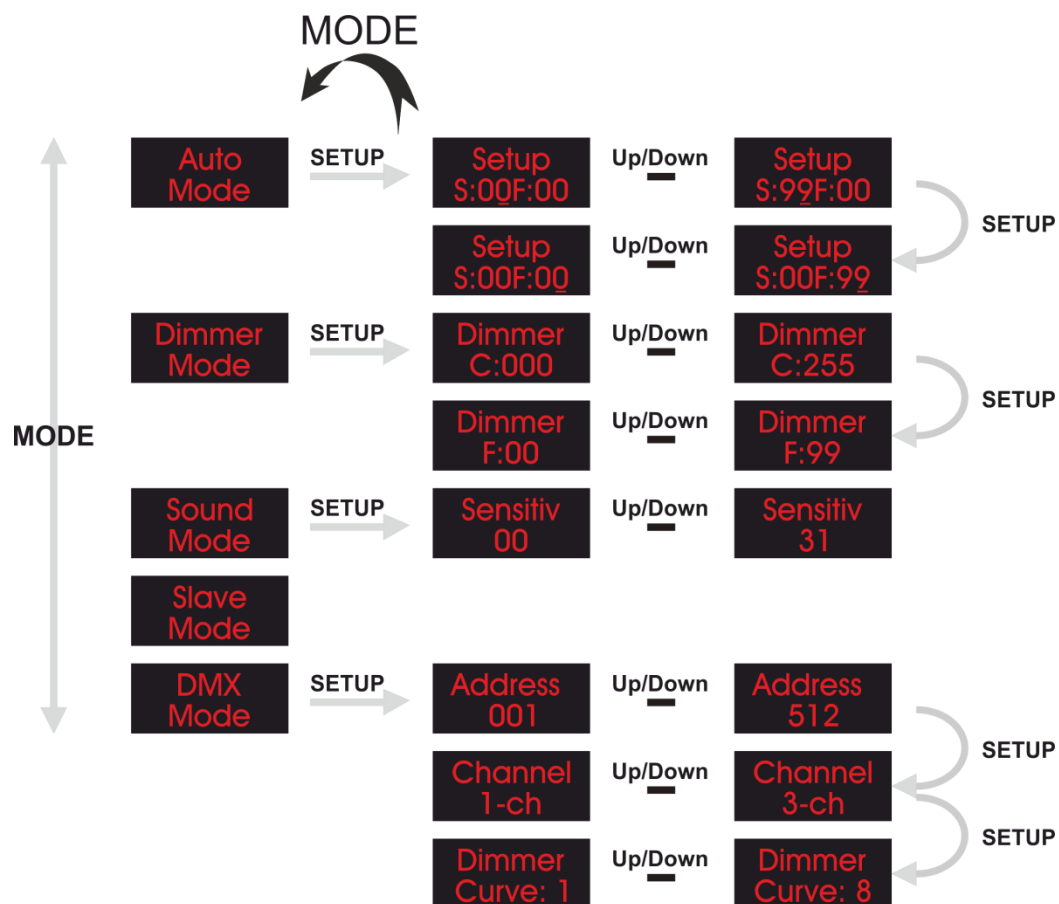 MODE
Auto
Mode
SETUP
Setup
S:00F:00
Up/Down
Setup
S:99F:00
SETUP
Setup
S:00F:00
Up/Down
Setup
S:00F:99
Dimmer
Mode
SETUP
Dimmer
C:000
Up/Down
Dimmer
C:255
SETUP
MODE
Dimmer
F:00
Up/Down
Dimmer
F:99
Sound
Mode
SETUP
Sensitiv
00
Up/Down
Sensitiv
31
Slave
Mode
DMX
Mode
SETUP
Address
001
Up/Down
Address
512
SETUP
Channel
1-ch
Up/Down
Channel
3-ch
SETUP
Dimmer
Curve: 1
Up/Down
Dimmer
Curve: 8